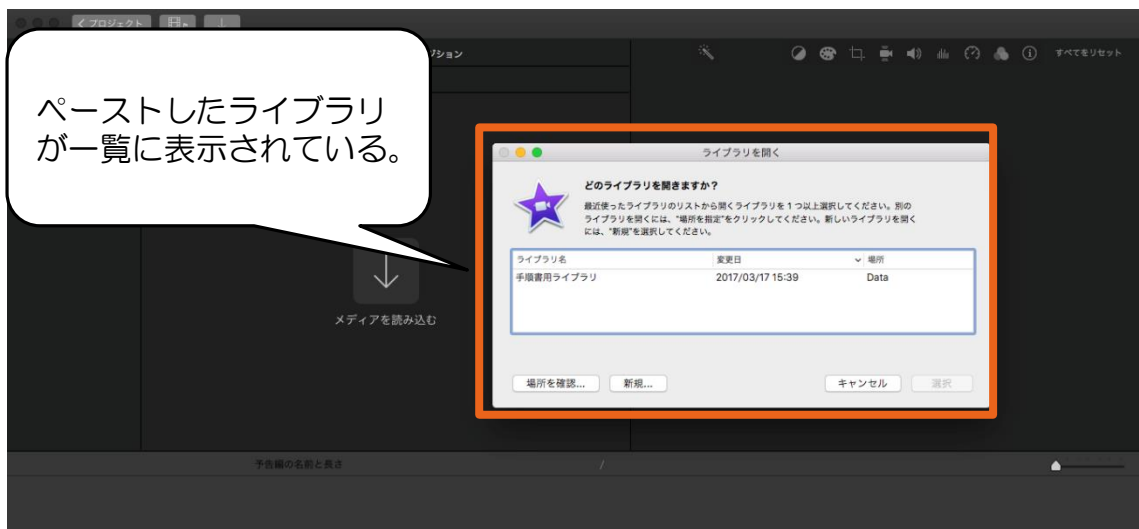 プロジェクト
すべてをリセット
ペーストしたライブラリ
が一覧に表示されている。
ライブラリを開く
どのライブラリを開きますか？
最近使ったライブラリのリストから開くライブラリを 1 つ以上選択してください。別の
ライブラリを開くには、"場所を指定"をクリックしてください。新しいライブラリを開く
には、"新規"を選択してください。
ライブラリ名 変更日 場所
手順書用ライブラリ 2017/03/17 15:39 Data
メディアを読み込む
場所を確認... 新規... キャンセル 選択
予告編の名前と長さ /